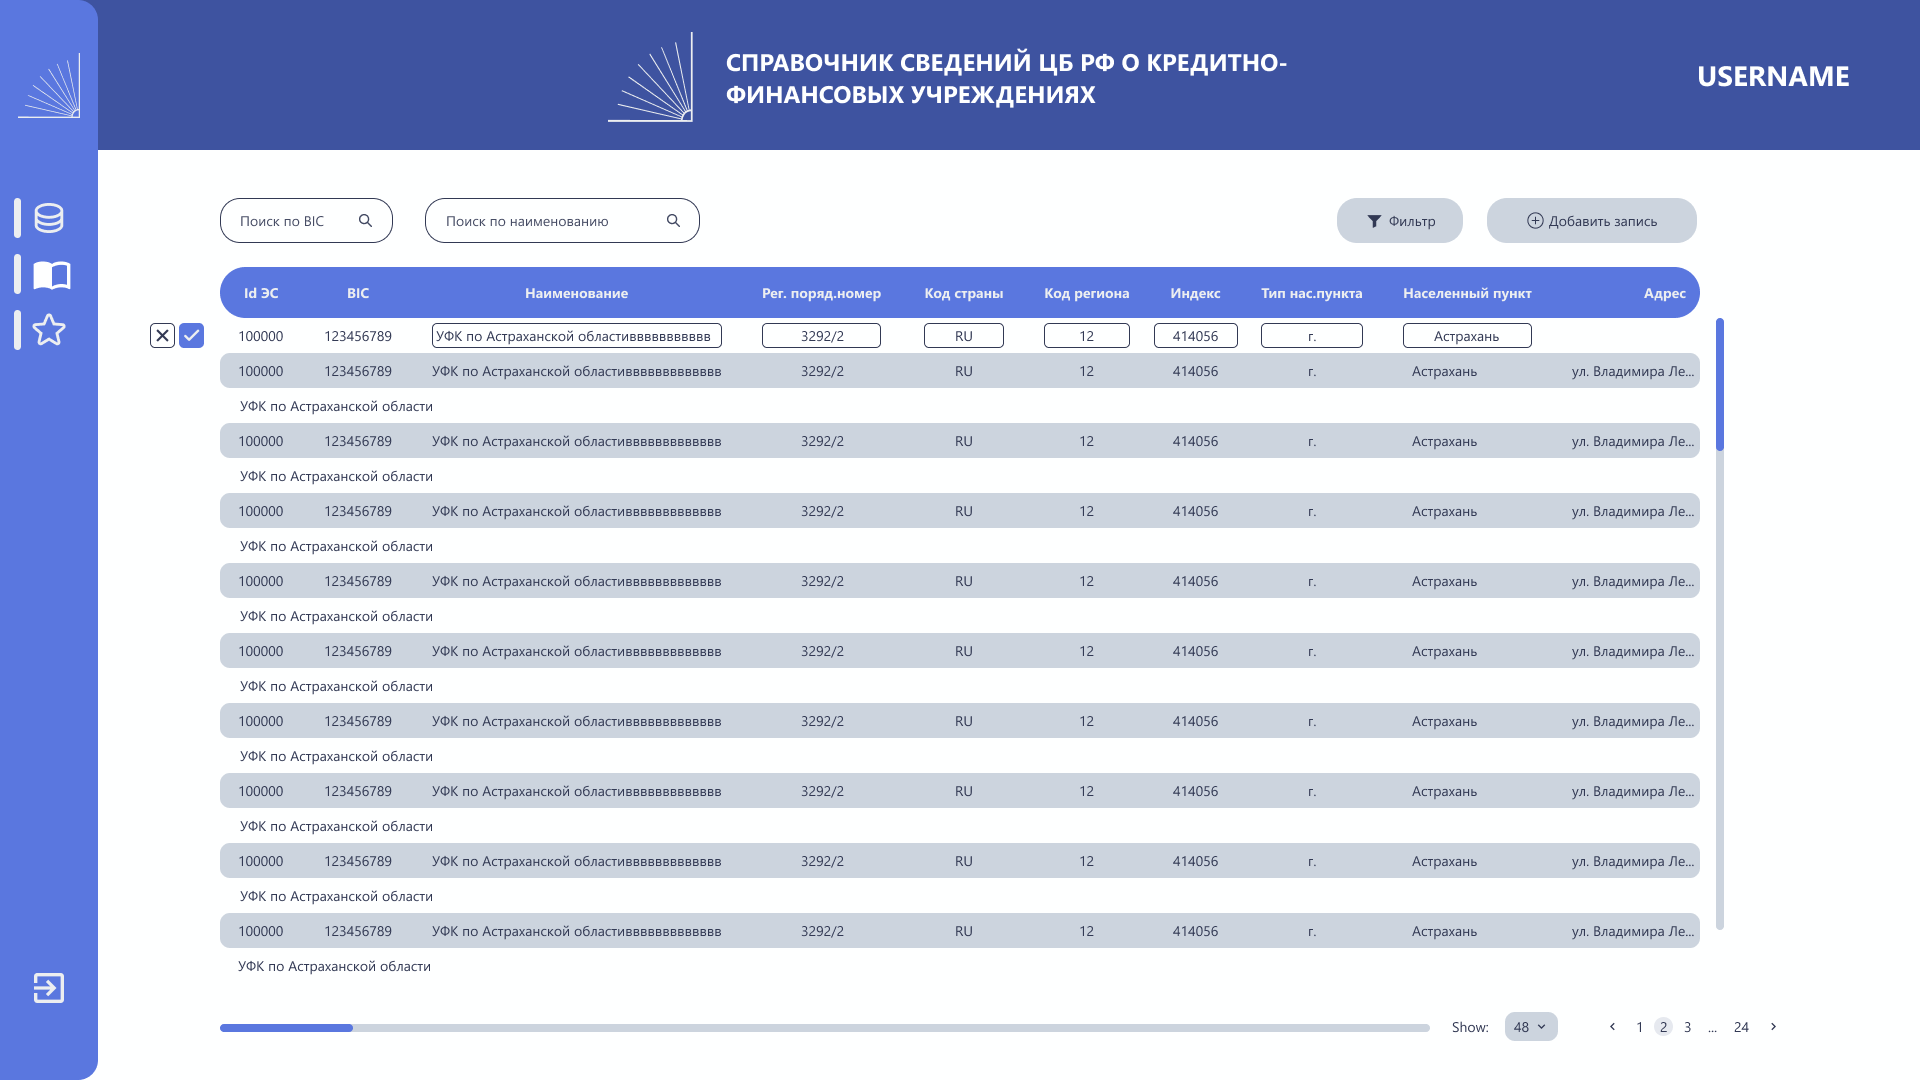 СПРАВОЧНИК СВЕДЕНИЙ ЦБ РФ О КРЕДИТНО-
ФИНАНСОВЫХ УЧРЕЖДЕНИЯХ
USERNAME
Поиск по BIC Поиск по наименованию Фильтр Добавить запись
Id ЭС BIC Наименование Рег. поряд.номер Код страны Код региона Индекс Тип нас.пункта Населенный пункт Адрес
100000 123456789 УФК по Астраханской областиввввввввввв 3292/2 RU 12 414056 г. Астрахань
100000 123456789 УФК по Астраханской областиввввввввввввв 3292/2 RU 12 414056 г. Астрахань ул. Владимира Ле...
УФК по Астраханской области
100000 123456789 УФК по Астраханской областиввввввввввввв 3292/2 RU 12 414056 г. Астрахань ул. Владимира Ле...
УФК по Астраханской области
100000 123456789 УФК по Астраханской областиввввввввввввв 3292/2 RU 12 414056 г. Астрахань ул. Владимира Ле...
УФК по Астраханской области
100000 123456789 УФК по Астраханской областиввввввввввввв 3292/2 RU 12 414056 г. Астрахань ул. Владимира Ле...
УФК по Астраханской области
100000 123456789 УФК по Астраханской областиввввввввввввв 3292/2 RU 12 414056 г. Астрахань ул. Владимира Ле...
УФК по Астраханской области
100000 123456789 УФК по Астраханской областиввввввввввввв 3292/2 RU 12 414056 г. Астрахань ул. Владимира Ле...
УФК по Астраханской области
100000 123456789 УФК по Астраханской областиввввввввввввв 3292/2 RU 12 414056 г. Астрахань ул. Владимира Ле...
УФК по Астраханской области
100000 123456789 УФК по Астраханской областиввввввввввввв 3292/2 RU 12 414056 г. Астрахань ул. Владимира Ле...
УФК по Астраханской области
100000 123456789 УФК по Астраханской областиввввввввввввв 3292/2 RU 12 414056 г. Астрахань ул. Владимира Ле...
УФК по Астраханской области
Show: 48 1 2 3 ... 24